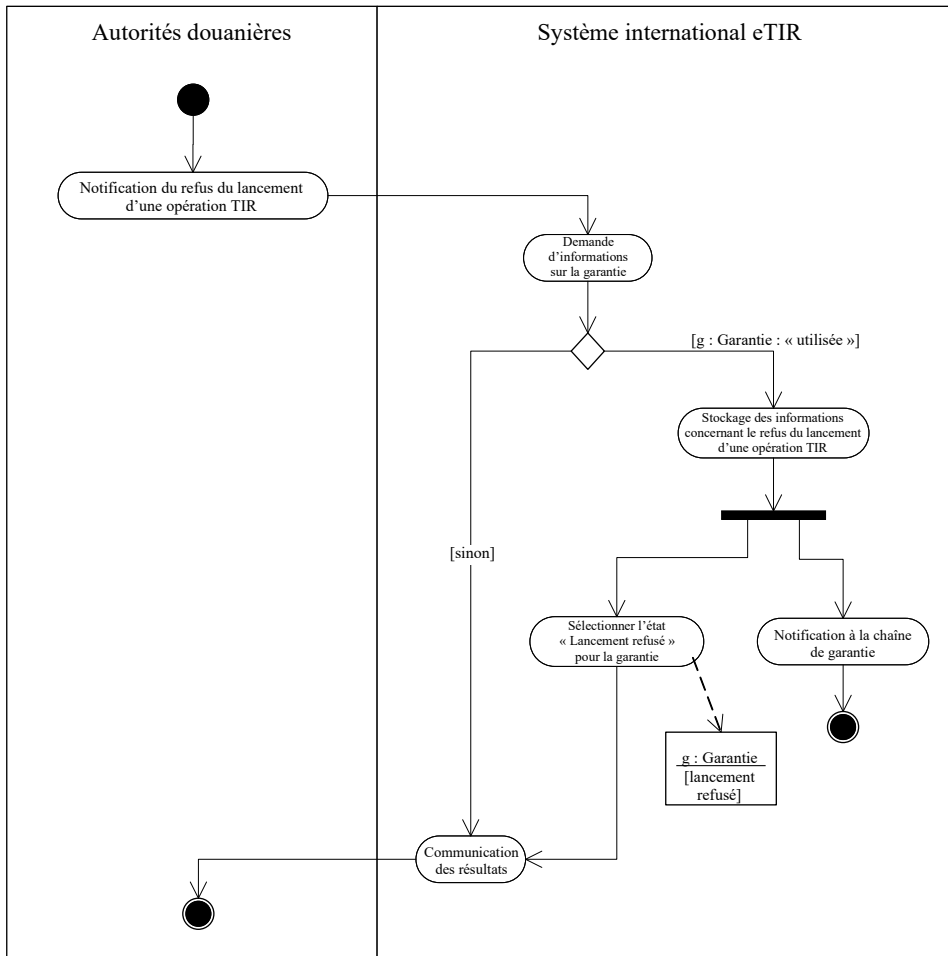 Autorités douanières
Système international eTIR
Notification du refus du lancement
d’une opération TIR
Demande
d’informations
sur la garantie
[g : Garantie : « utilisée »]
Stockage des informations
concernant le refus du lancement
d’une opération TIR
[sinon]
Sélectionner l’état
« Lancement refusé »
pour la garantie
Notification à la chaîne
de garantie
g : Garantie
[lancement
refusé]
Communication
des résultats